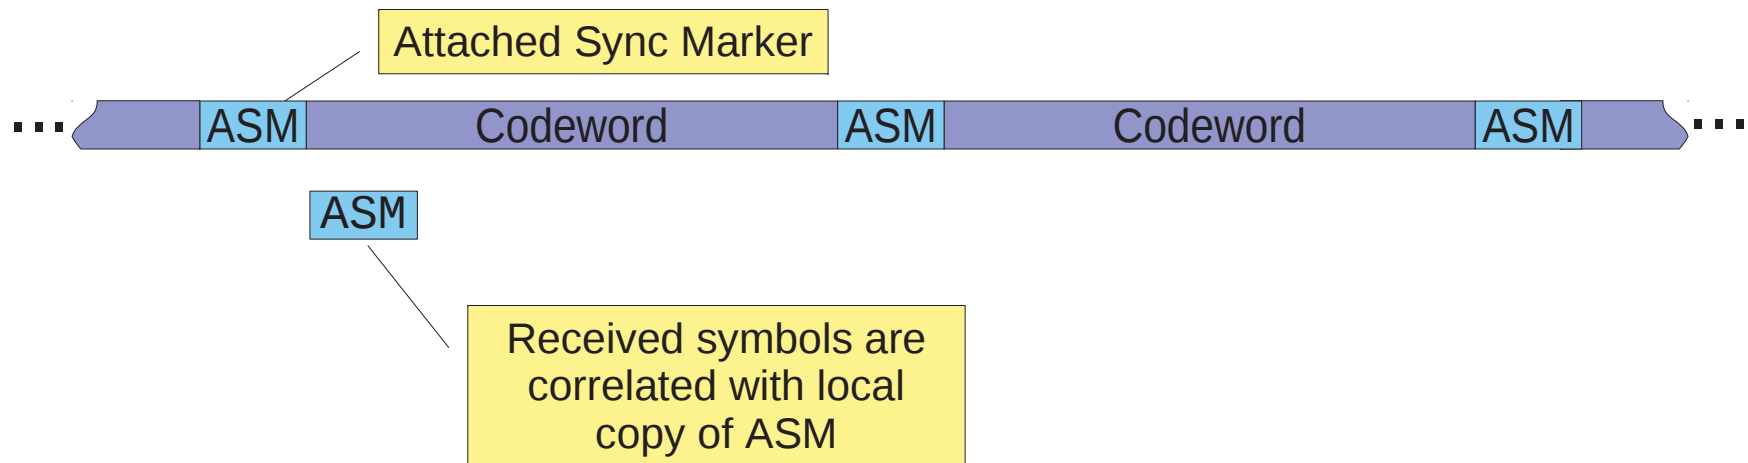 Attached Sync Marker
ASM Codeword ASM Codeword ASM
ASM
Received symbols are
correlated with local
copy of ASM